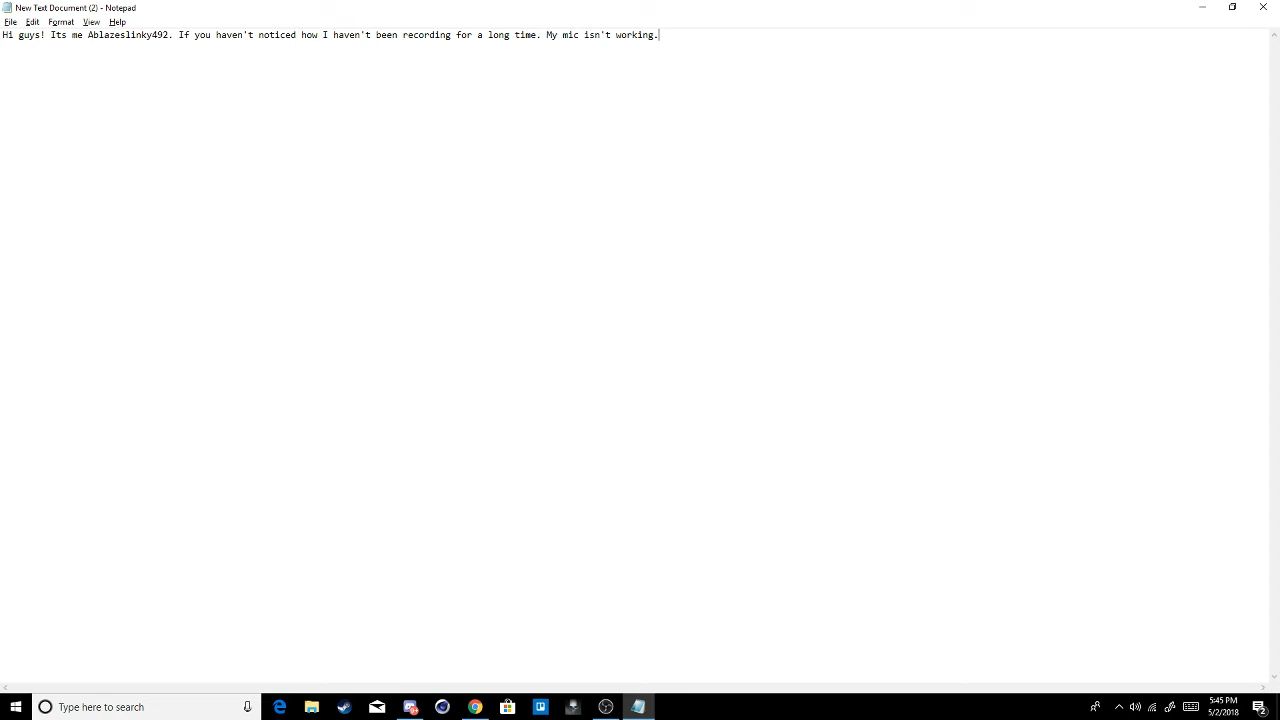 New Text Document (2) - Notepad
File Edit Format View Help
Hi guys! Its me Ablazeslinky492. If you haven't noticed how I haven't been recording for a long time. My mic isn't working.
Type here to search
5:45 PM
5/2/2018
2